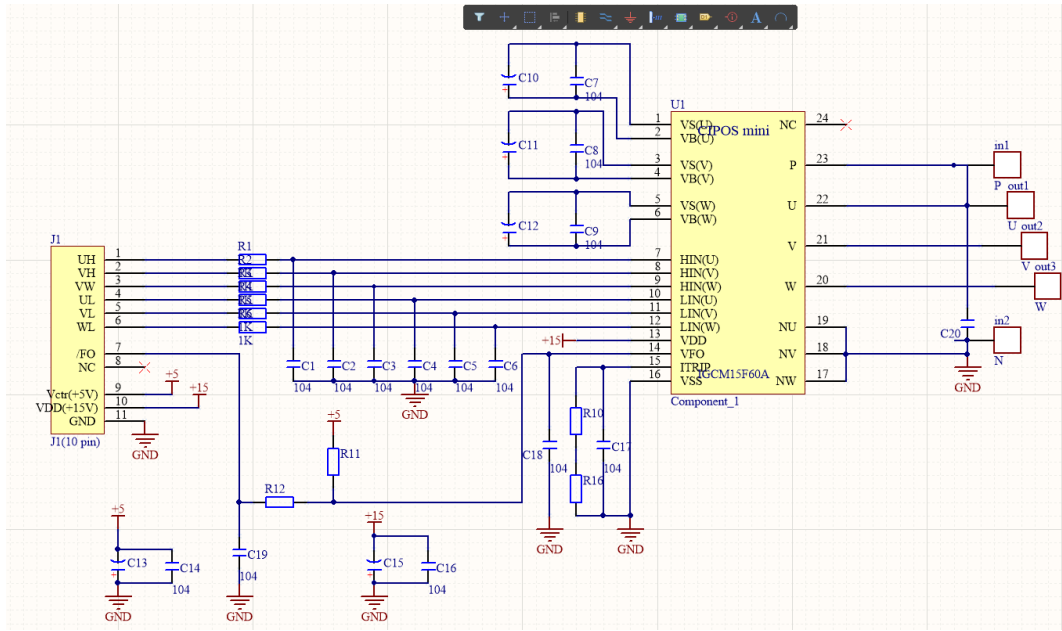 C10
C7
104
C11
C8
104
C12
C9
104
U1
CIPOS mini
IGCM15F60A
Component_1
1 VS(U)
2 VB(U)
3 VS(V)
4 VB(V)
5 VS(W)
6 VB(W)
7 HIN(U)
8 HIN(V)
9 HIN(W)
10 LIN(U)
11 LIN(V)
12 LIN(W)
13 VDD
14 VFO
15 ITRIP
16 VSS
NC 24
P 23
U 22
V 21
W 20
NU 19
NV 18
NW 17
in1
P out1
U out2
V out3
W
in2
N
C20
GND
J1
UH 1
VH 2
VW 3
UL 4
VL 5
WL 6
/FO 7
NC 8
Vctr(+5V) 9
VDD(+15V) 10
GND 11
J1(10 pin)
+5
+15
GND
R1
R2
1K
1K
C1
104
C2
104
C3
104
C4
104
C5
104
C6
104
GND
+15
+5
R11
R12
C18
104
R10
R16
C17
104
GND
GND
+5
C13
C14
104
GND
C19
104
GND
+15
C15
C16
104
GND
A